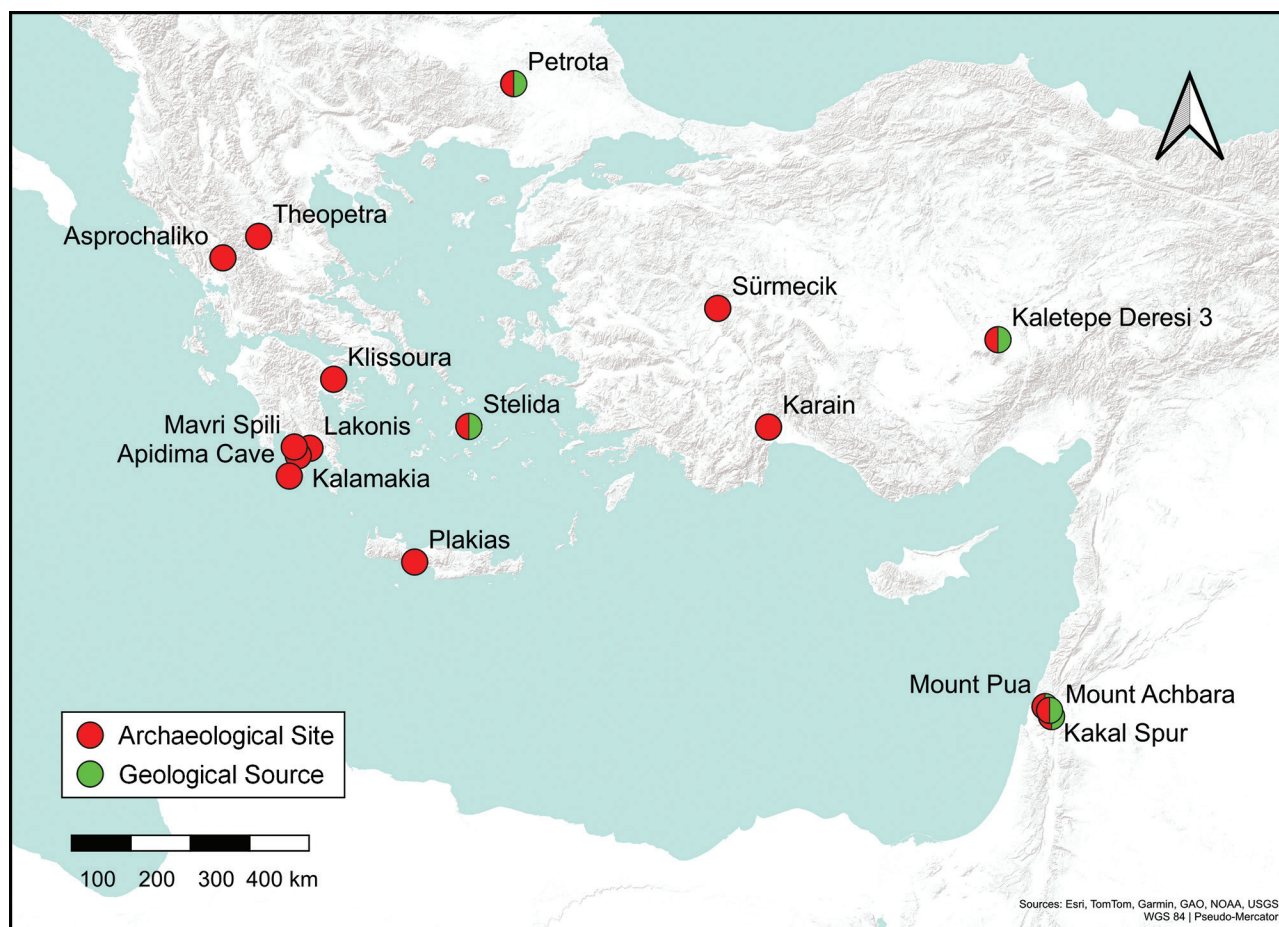 Petrota
Theopetra
Asprochaliko
Sürmecik
Kaletepe Deresi 3
Klissoura
Stelida
Karain
Mavri Spili
Lakonis
Apidima Cave
Kalamakia
Plakias
Mount Pua
Mount Achbara
Kakal Spur
Archaeological Site
Geological Source
100 200 300 400 km
Sources: Esri, TomTom, Garmin, GAO, NOAA, USGS
WGS 84 | Pseudo-Mercator